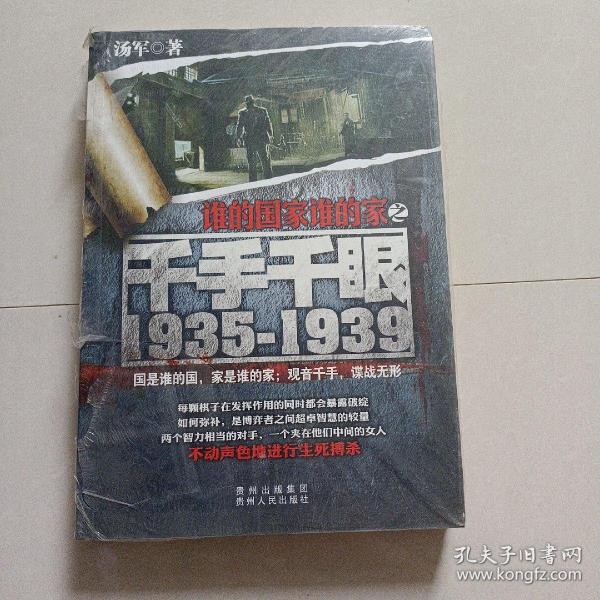 汤军◎著
谁的国家谁的家之
千手千眼
1935-1939
国是谁的国，家是谁的家；观音千手，谍战无形
每颗棋子在发挥作用的同时都会暴露破绽
如何弥补，是博弈者之间超卓智慧的较量
两个智力相当的对手，一个夹在他们中间的女人
不动声色地进行生死搏杀
贵州出版集团
贵州人民出版社
孔夫子旧书网
www.kongfz.com